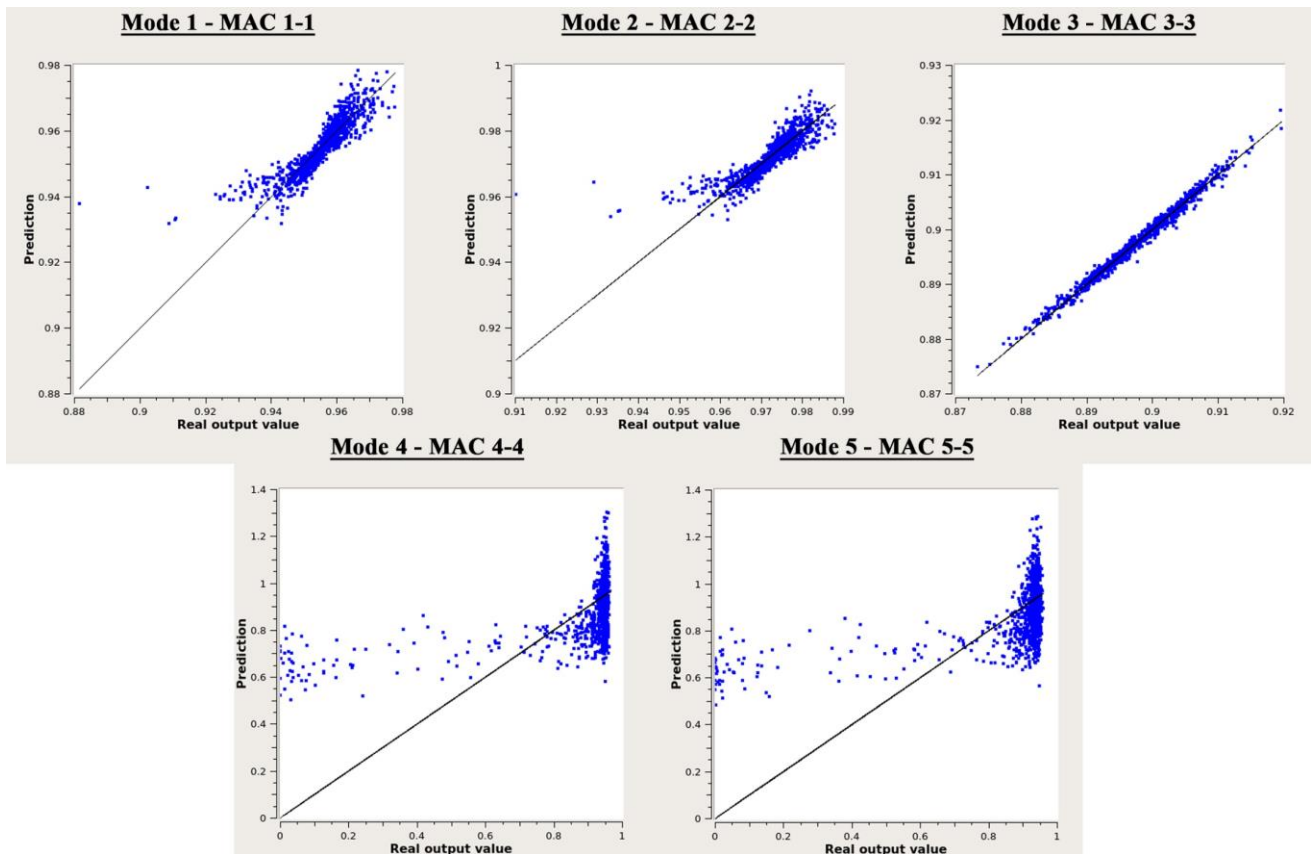 Mode 1 - MAC 1-1
Mode 2 - MAC 2-2
Mode 3 - MAC 3-3
0.98
0.96
0.94
0.92
0.9
0.88
Prediction
0.88 0.9 0.92 0.94 0.96 0.98
Real output value
1
0.98
0.96
0.94
0.92
0.9
Prediction
0.91 0.92 0.93 0.94 0.95 0.96 0.97 0.98 0.99
Real output value
0.93
0.92
0.91
0.9
0.89
0.88
0.87
Prediction
0.87 0.88 0.89 0.9 0.91 0.92
Real output value
Mode 4 - MAC 4-4
Mode 5 - MAC 5-5
1.4
1.2
1
0.8
0.6
0.4
0.2
0
Prediction
0 0.2 0.4 0.6 0.8 1
Real output value
1.4
1.2
1
0.8
0.6
0.4
0.2
0
Prediction
0 0.2 0.4 0.6 0.8 1
Real output value